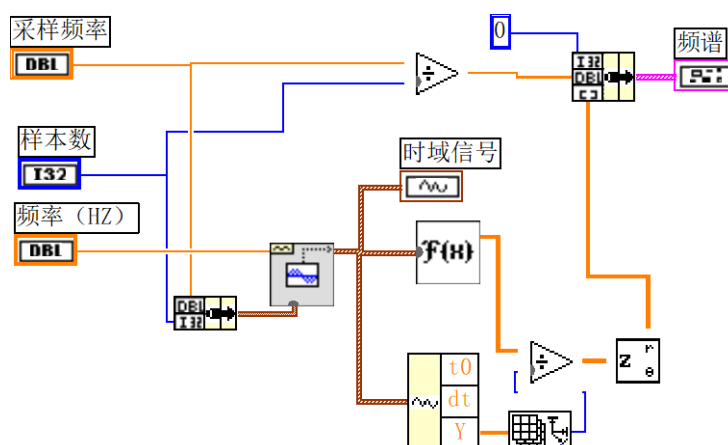 采样频率
DBL
样本数
I32
频率（HZ）
DBL
DBL
I32
÷
0
I32
DBL
[ ]
频谱
时域信号
F(x)
÷
z r
e
t0
dt
Y